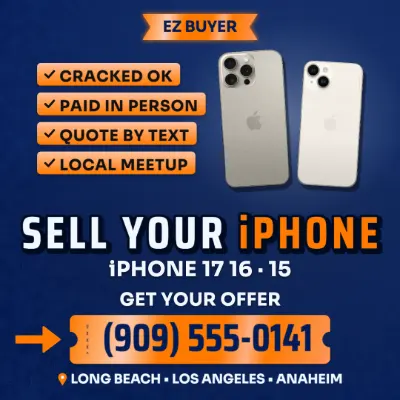 EZ BUYER
✓ CRACKED OK
✓ PAID IN PERSON
✓ QUOTE BY TEXT
✓ LOCAL MEETUP
SELL YOUR iPHONE
iPHONE 17 16 · 15
GET YOUR OFFER
(909) 555-0141
LONG BEACH • LOS ANGELES • ANAHEIM